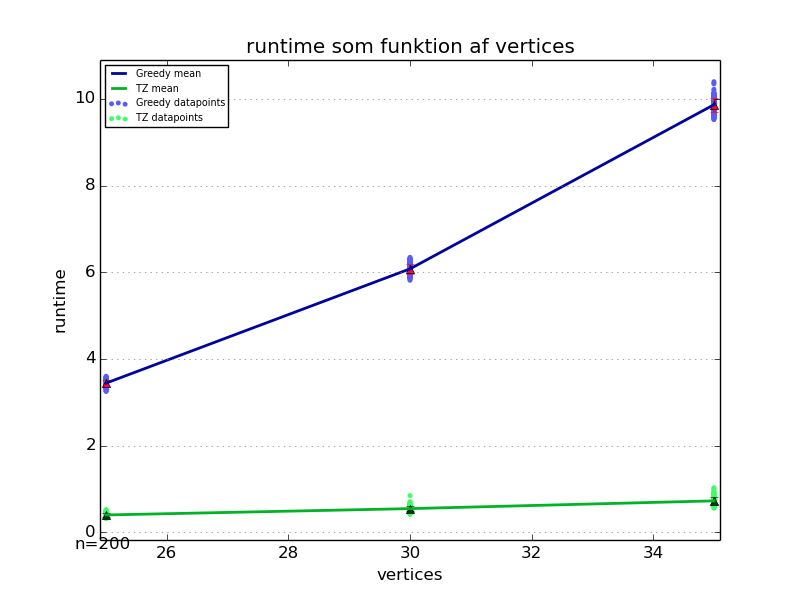 runtime som funktion af vertices
Greedy mean
TZ mean
Greedy datapoints
TZ datapoints
10
8
6
4
2
0
runtime
n=200
26
28
30
32
34
vertices